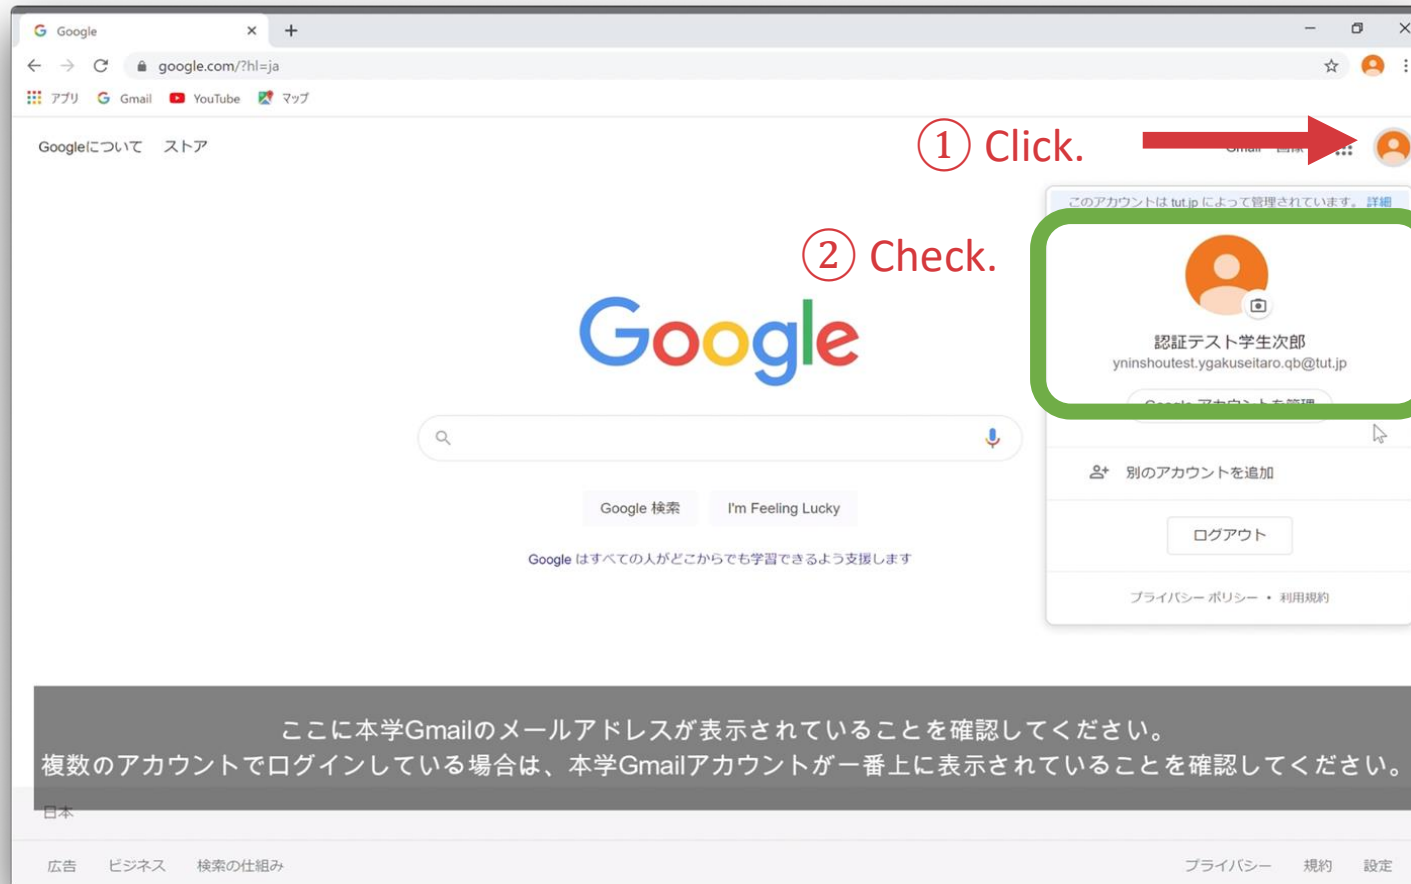 Google
google.com/?hl=ja
アプリ Gmail YouTube マップ
Googleについて ストア
① Click.
Gmail 画像
このアカウントは tut.jp によって管理されています。 詳細
② Check.
認証テスト学生次郎
yninshoutest.ygakuseitaro.qb@tut.jp
Google アカウントを管理
Google
別のアカウントを追加
Google 検索 I'm Feeling Lucky
ログアウト
Google はすべての人がどこからでも学習できるよう支援します
プライバシー ポリシー • 利用規約
ここに本学Gmailのメールアドレスが表示されていることを確認してください。
複数のアカウントでログインしている場合は、本学Gmailアカウントが一番上に表示されていることを確認してください。
日本
広告 ビジネス 検索の仕組み プライバシー 規約 設定